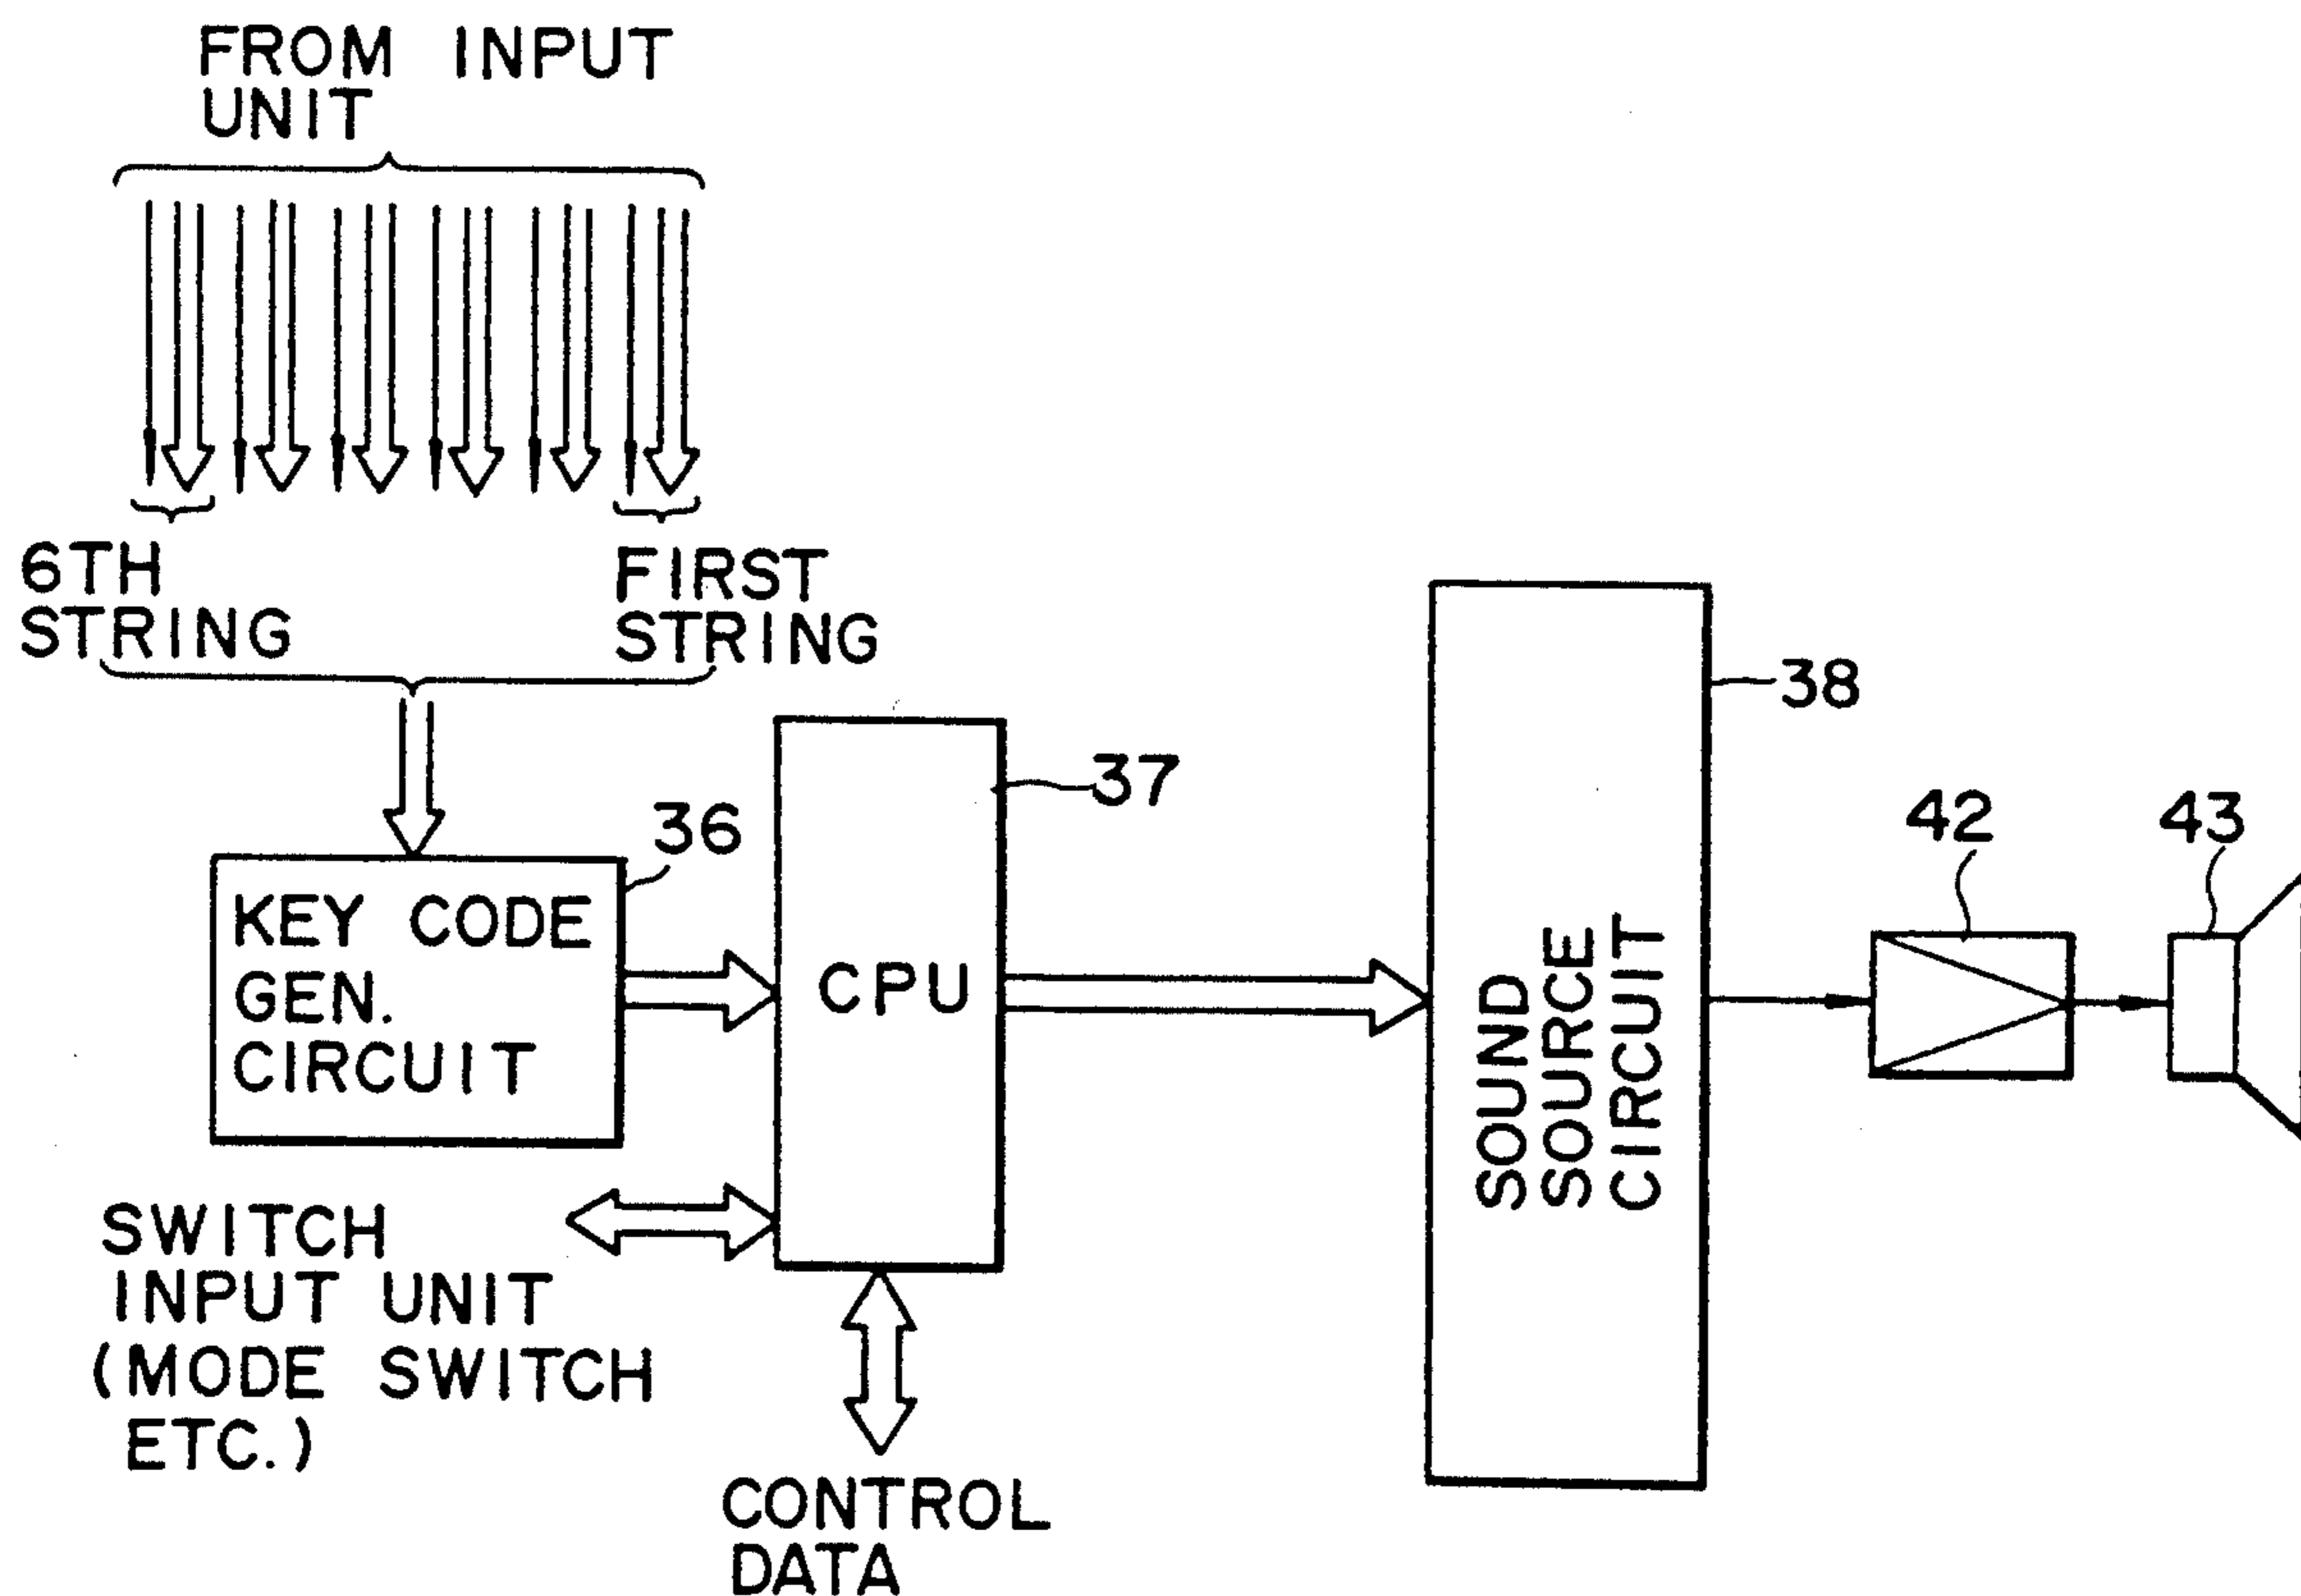 FROM INPUT
UNIT
6TH
STRING
FIRST
STRING
38
37
36
42
43
KEY CODE
GEN.
CIRCUIT
CPU
SOUND
SOURCE
CIRCUIT
SWITCH
INPUT UNIT
(MODE SWITCH
ETC.)
CONTROL
DATA